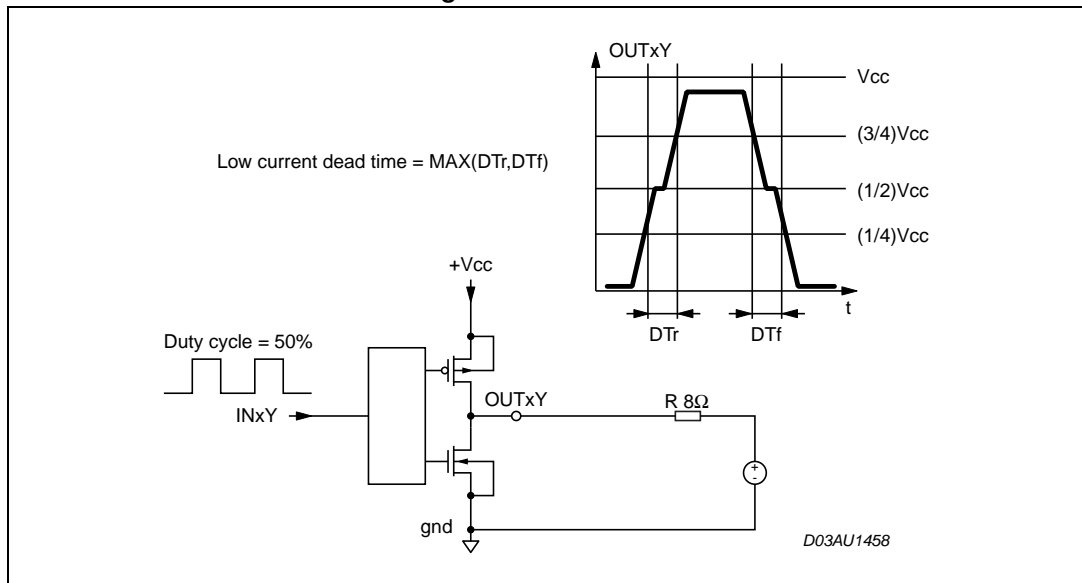 OUTxY
Vcc
(3/4)Vcc
Low current dead time = MAX(DTr,DTf)
(1/2)Vcc
(1/4)Vcc
+Vcc
t
DTr
DTf
Duty cycle = 50%
OUTxY
R 8Ω
INxY
+
-
gnd
D03AU1458